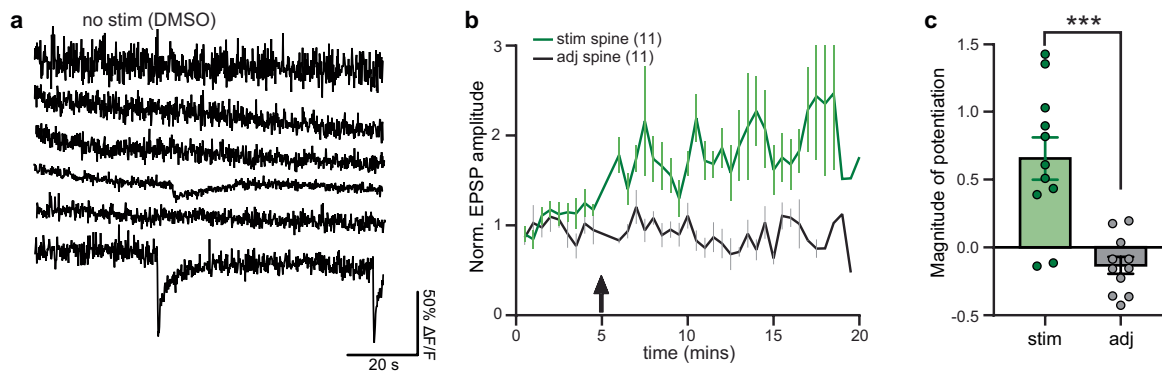 a
no stim (DMSO)
50% ΔF/F
20 s
b
stim spine (11)
adj spine (11)
Norm. EPSP amplitude
3
2
1
0
0
5
10
15
20
time (mins)
c
***
Magnitude of potentiation
1.5
1.0
0.5
0.0
-0.5
stim
adj